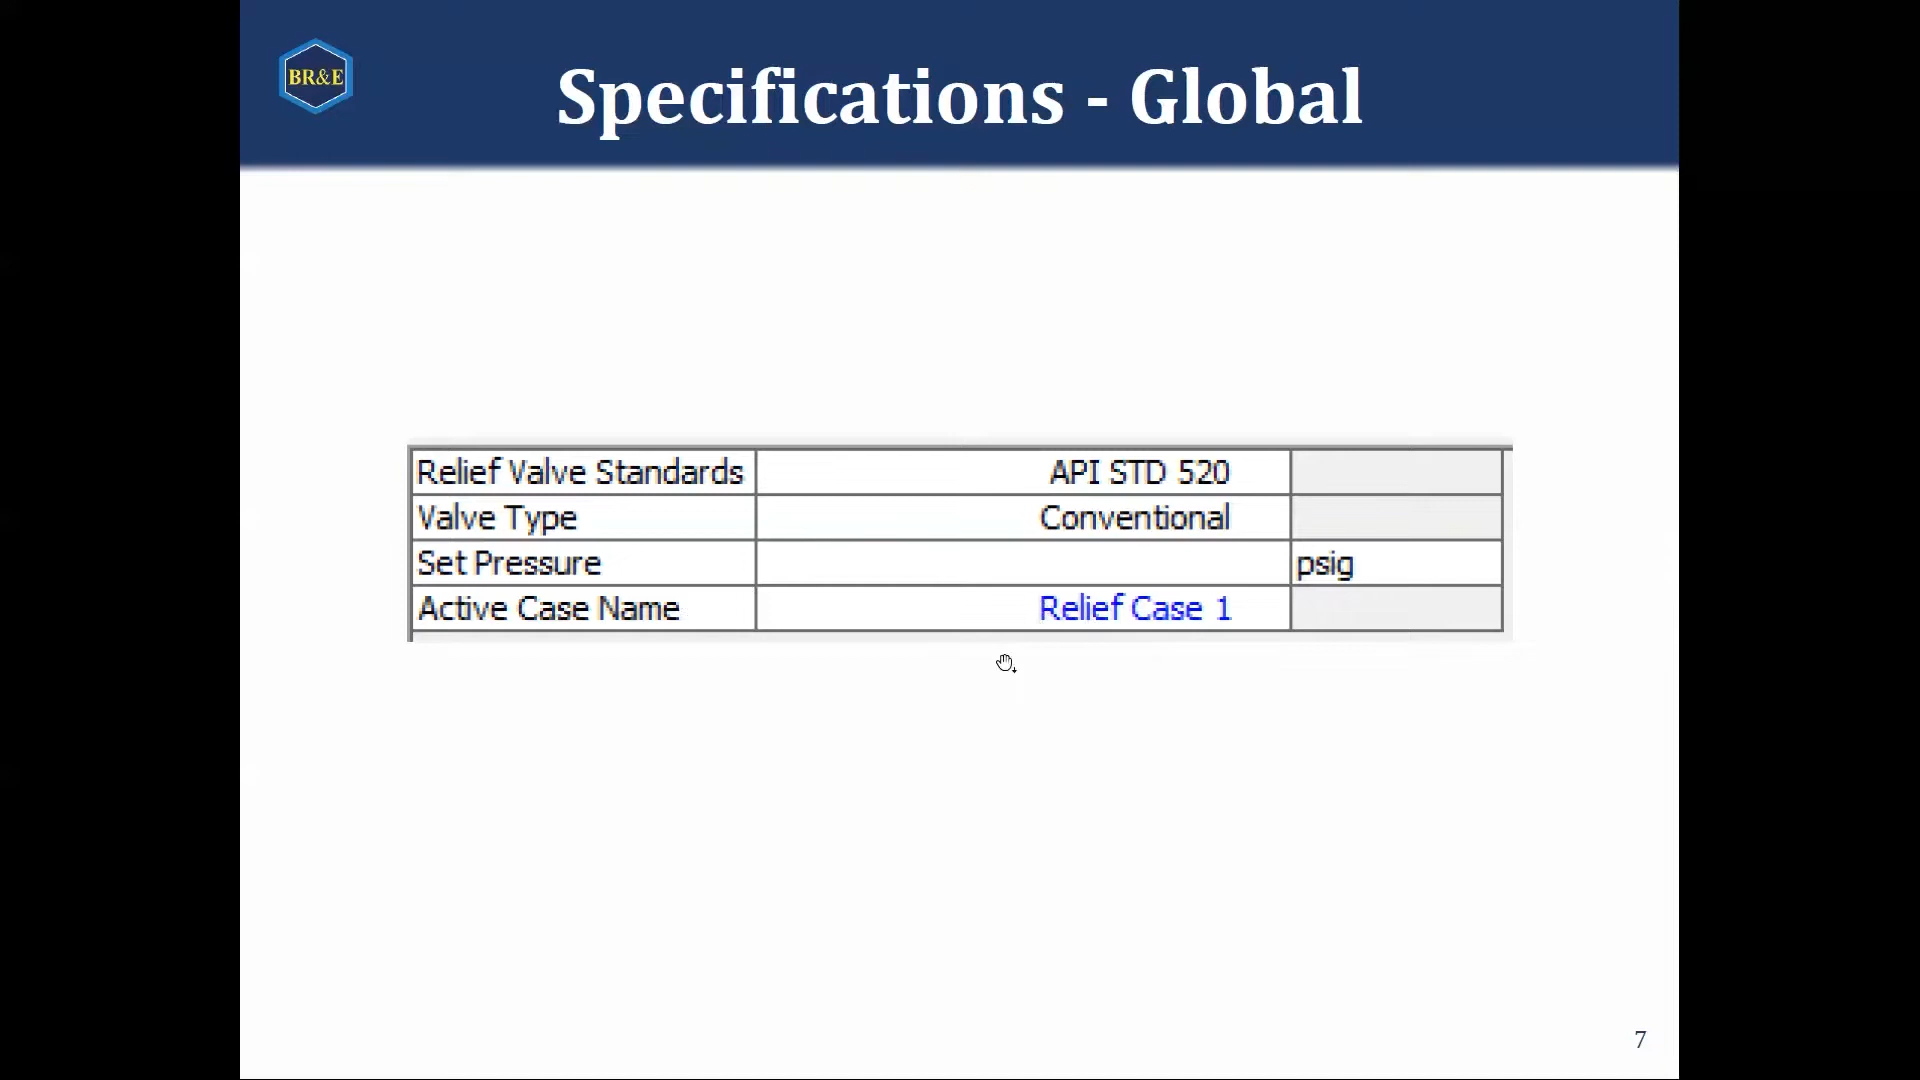 BR&E
Specifications - Global
Relief Valve Standards API STD 520
Valve Type Conventional
Set Pressure psig
Active Case Name Relief Case 1
7